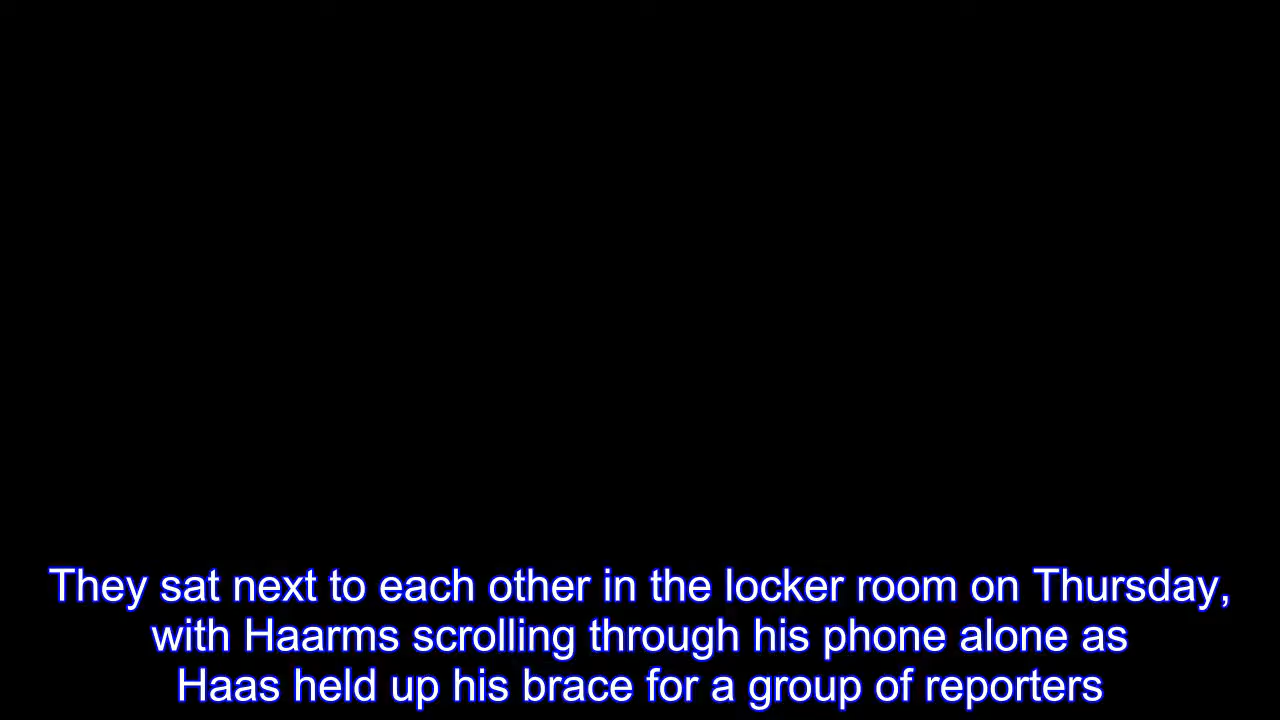 They sat next to each other in the locker room on Thursday,
with Haarms scrolling through his phone alone as
Haas held up his brace for a group of reporters